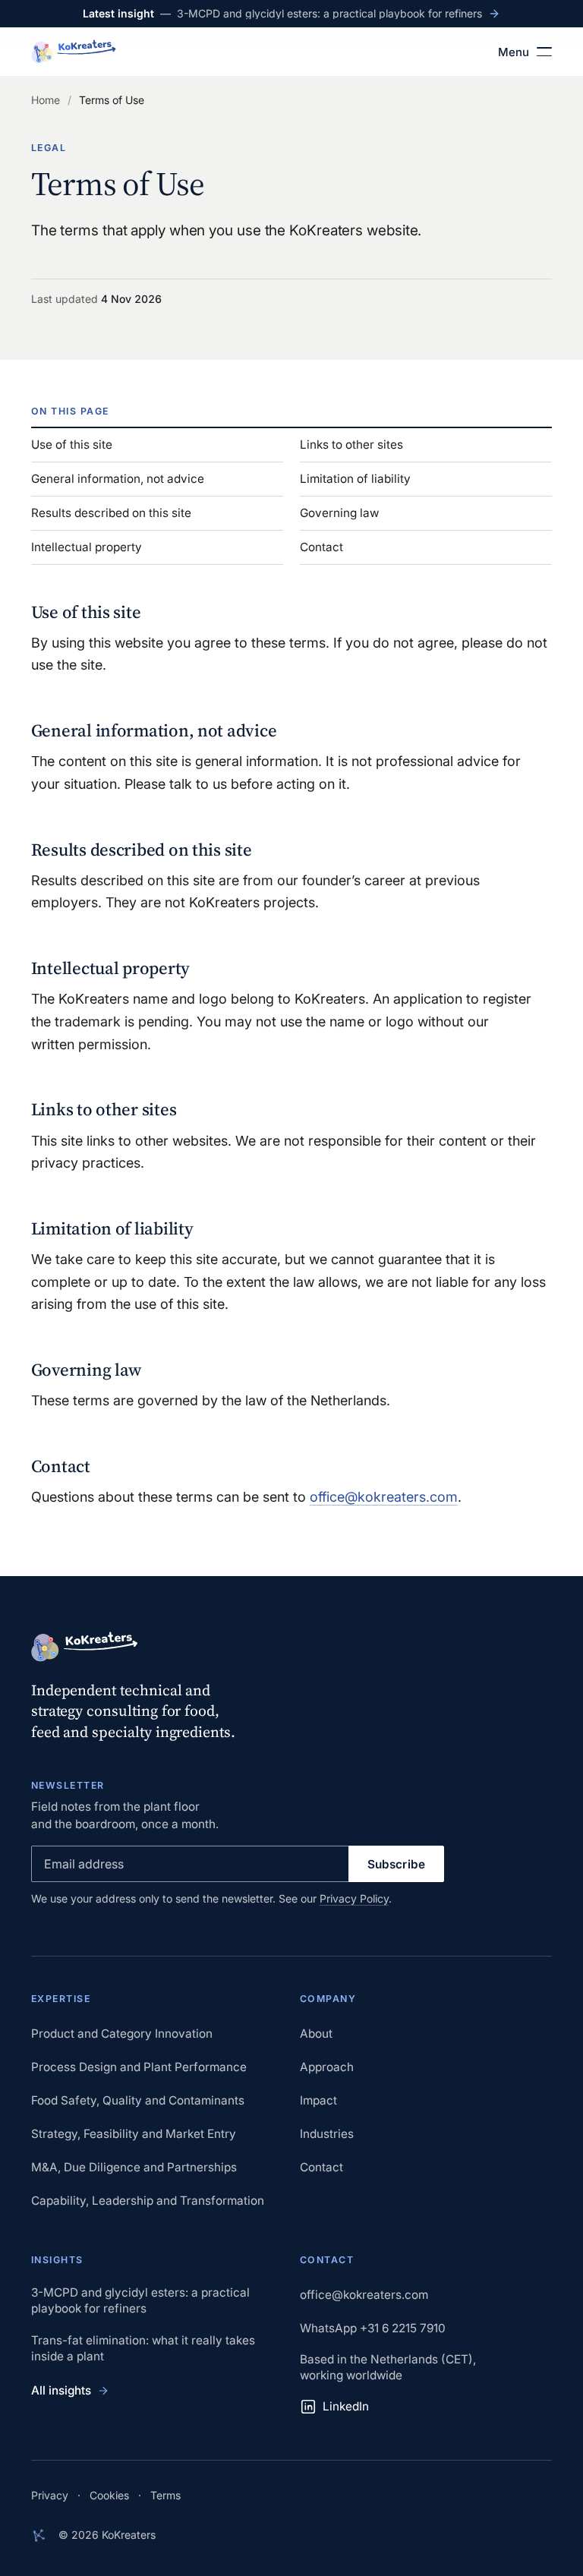 Latest insight — 3-MCPD and glycidyl esters: a practical playbook for refiners →
KoKreaters
Menu
Home / Terms of Use
LEGAL
Terms of Use
The terms that apply when you use the KoKreaters website.
Last updated 4 Nov 2026
ON THIS PAGE
Use of this site
Links to other sites
General information, not advice
Limitation of liability
Results described on this site
Governing law
Intellectual property
Contact
Use of this site
By using this website you agree to these terms. If you do not agree, please do not
use the site.
General information, not advice
The content on this site is general information. It is not professional advice for
your situation. Please talk to us before acting on it.
Results described on this site
Results described on this site are from our founder’s career at previous
employers. They are not KoKreaters projects.
Intellectual property
The KoKreaters name and logo belong to KoKreaters. An application to register
the trademark is pending. You may not use the name or logo without our
written permission.
Links to other sites
This site links to other websites. We are not responsible for their content or their
privacy practices.
Limitation of liability
We take care to keep this site accurate, but we cannot guarantee that it is
complete or up to date. To the extent the law allows, we are not liable for any loss
arising from the use of this site.
Governing law
These terms are governed by the law of the Netherlands.
Contact
Questions about these terms can be sent to office@kokreaters.com.
KoKreaters
Independent technical and
strategy consulting for food,
feed and specialty ingredients.
NEWSLETTER
Field notes from the plant floor
and the boardroom, once a month.
Email address
Subscribe
We use your address only to send the newsletter. See our Privacy Policy.
EXPERTISE
Product and Category Innovation
Process Design and Plant Performance
Food Safety, Quality and Contaminants
Strategy, Feasibility and Market Entry
M&A, Due Diligence and Partnerships
Capability, Leadership and Transformation
COMPANY
About
Approach
Impact
Industries
Contact
INSIGHTS
3-MCPD and glycidyl esters: a practical
playbook for refiners
Trans-fat elimination: what it really takes
inside a plant
All insights →
CONTACT
office@kokreaters.com
WhatsApp +31 6 2215 7910
Based in the Netherlands (CET),
working worldwide
LinkedIn
Privacy · Cookies · Terms
© 2026 KoKreaters